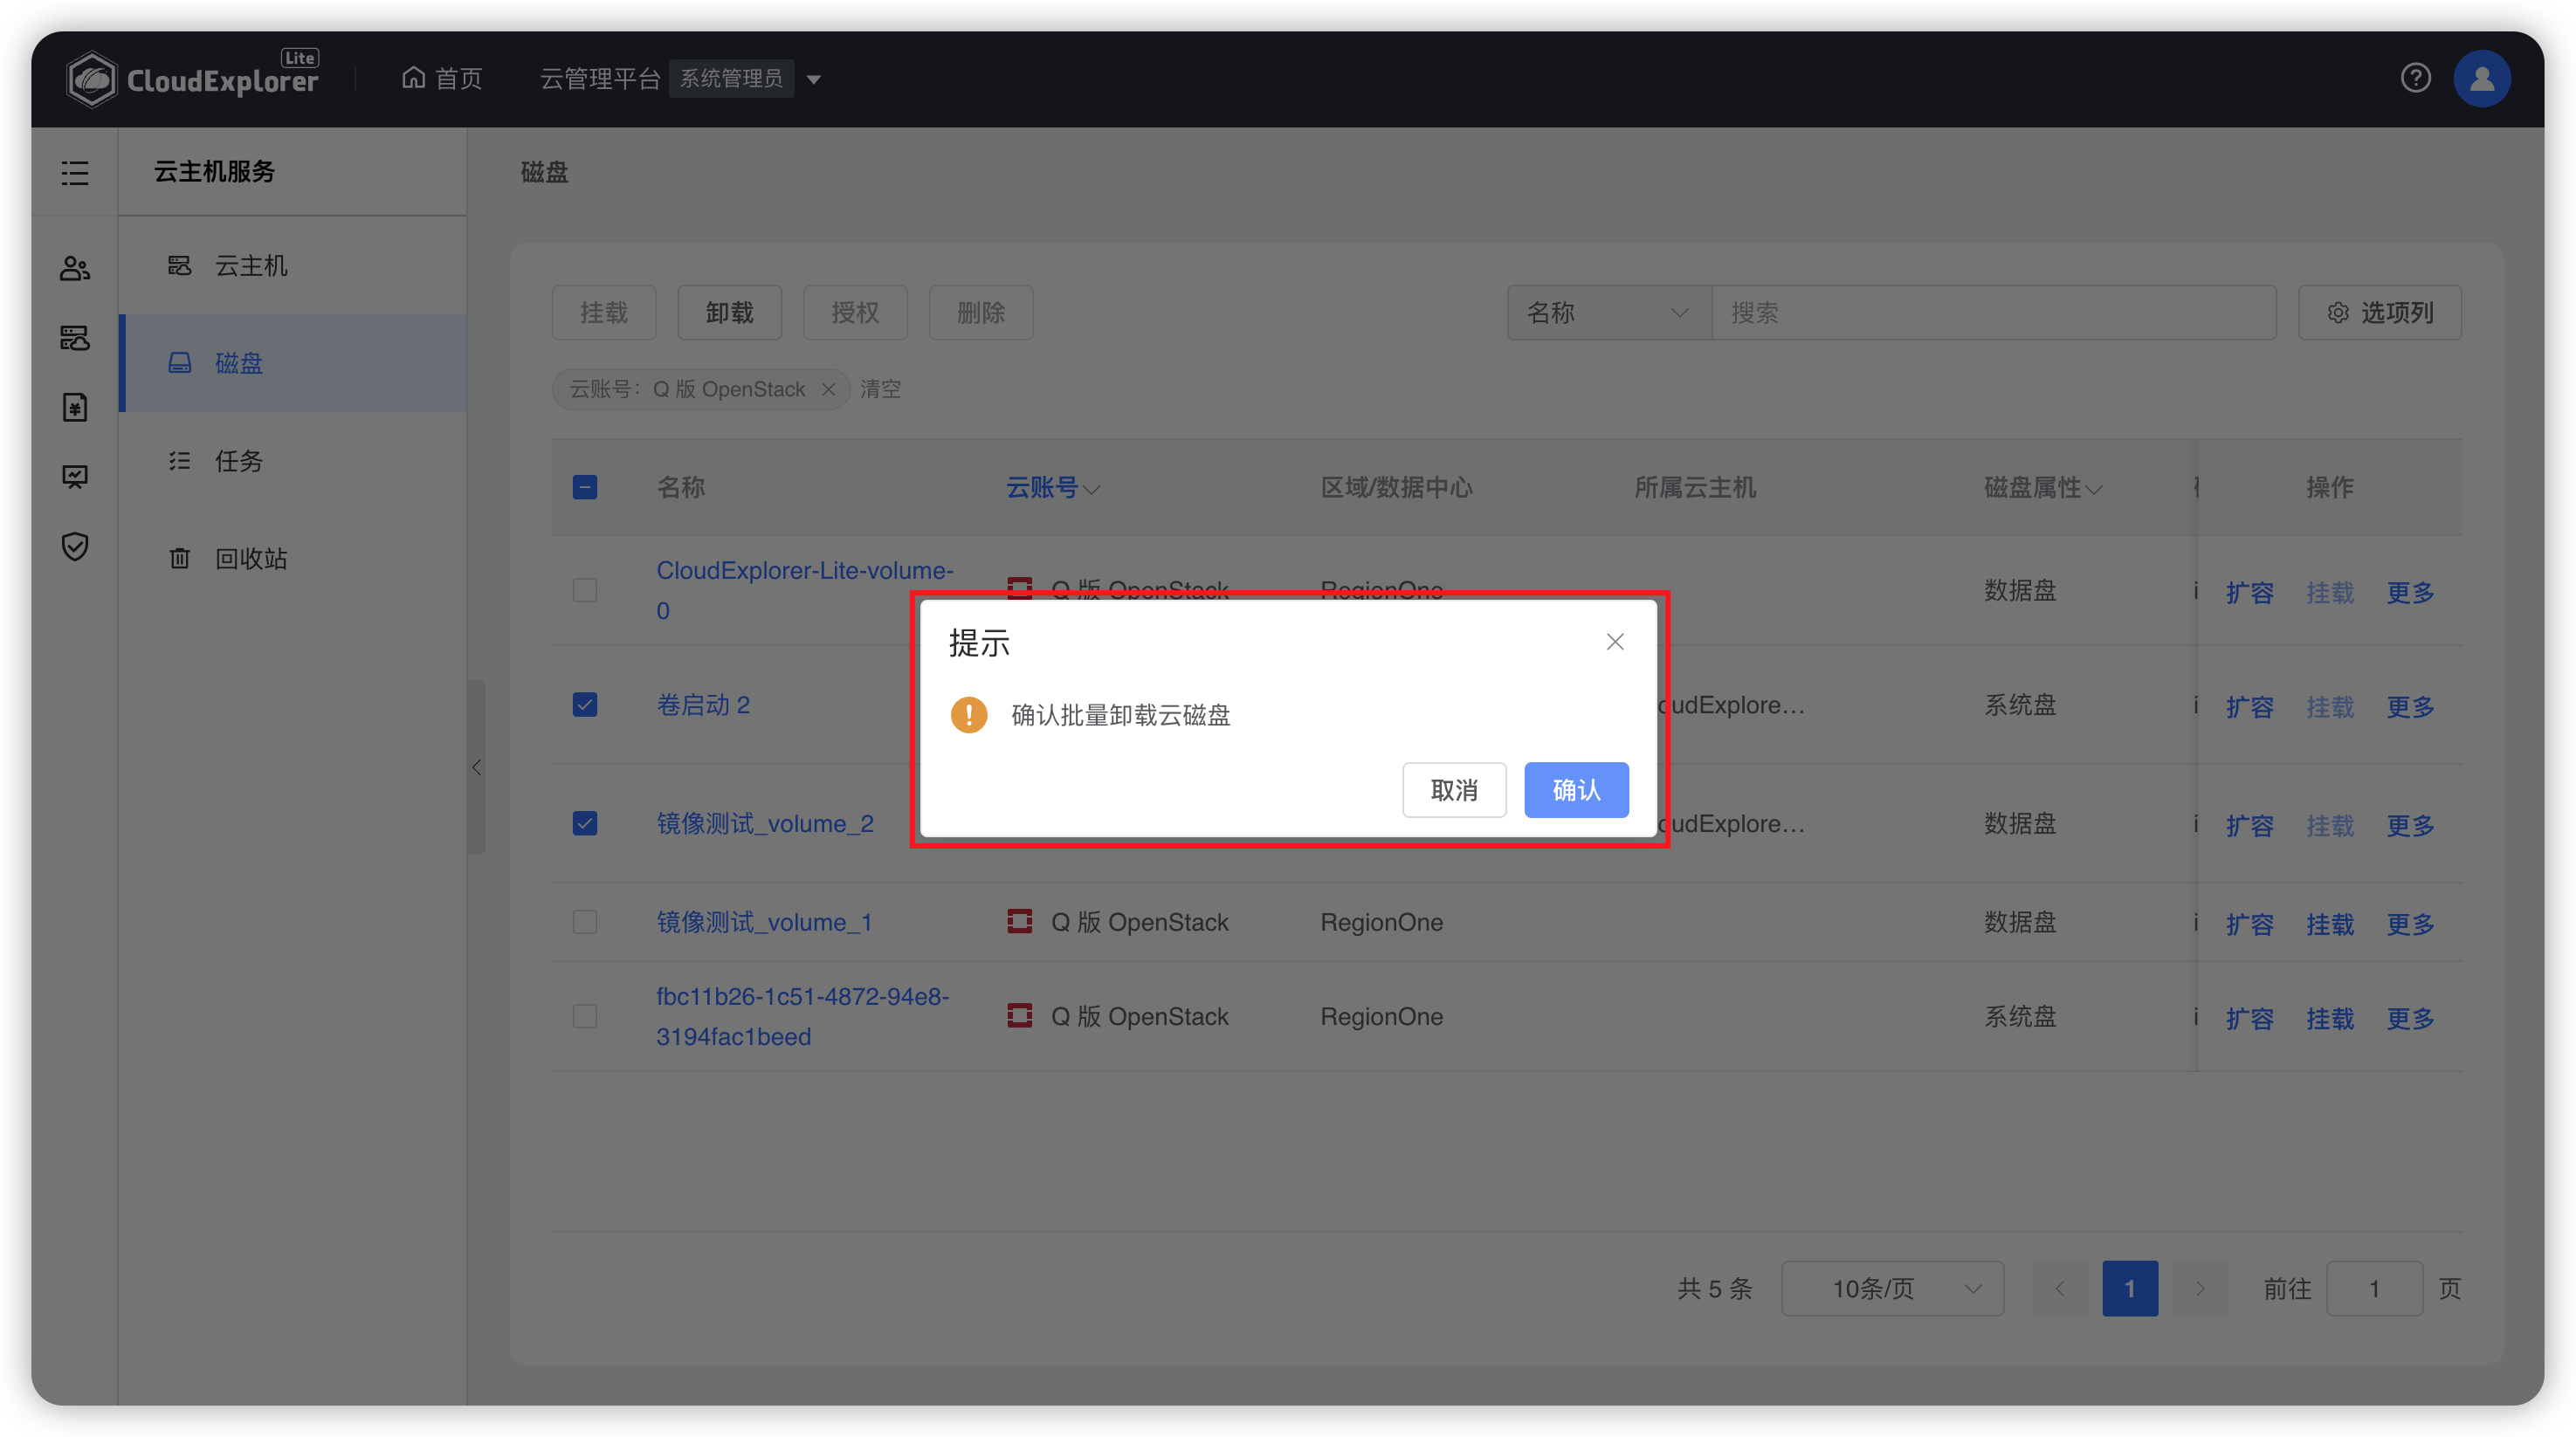 CloudExplorer Lite
首页
云管理平台 系统管理员
云主机服务
云主机
磁盘
任务
回收站
磁盘
挂载 卸载 授权 删除
名称 搜索 选项列
云账号: Q 版 OpenStack 清空
名称 云账号 区域/数据中心 所属云主机 磁盘属性 操作
CloudExplorer-Lite-volume-
0
Q 版 OpenStack RegionOne 数据盘 扩容 挂载 更多
卷启动 2 oudExplore... 系统盘 扩容 挂载 更多
镜像测试_volume_2 oudExplore... 数据盘 扩容 挂载 更多
镜像测试_volume_1 Q 版 OpenStack RegionOne 数据盘 扩容 挂载 更多
fbc11b26-1c51-4872-94e8-
3194fac1beed
Q 版 OpenStack RegionOne 系统盘 扩容 挂载 更多
提示
确认批量卸载云磁盘
取消 确认
共 5 条 10条/页 1 前往 1 页